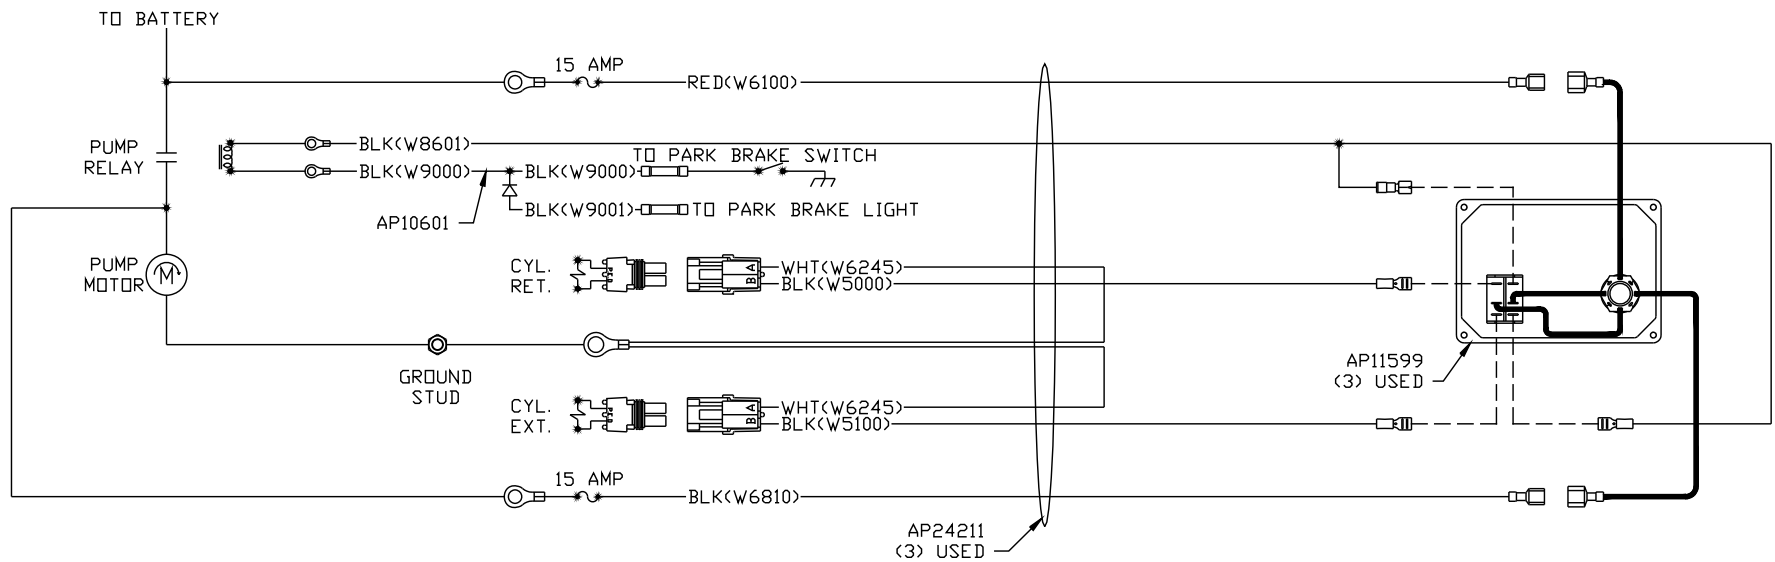 TO BATTERY
15 AMP
RED(W6100)
PUMP
RELAY
BLK(W8601)
TO PARK BRAKE SWITCH
BLK(W9000)
BLK(W9000)
AP10601
BLK(W9001)
TO PARK BRAKE LIGHT
PUMP
MOTOR
M
CYL.
RET.
A
B
WHT(W6245)
BLK(W5000)
GROUND
STUD
AP11599
(3) USED
CYL.
EXT.
A
B
WHT(W6245)
BLK(W5100)
15 AMP
BLK(W6810)
AP24211
(3) USED